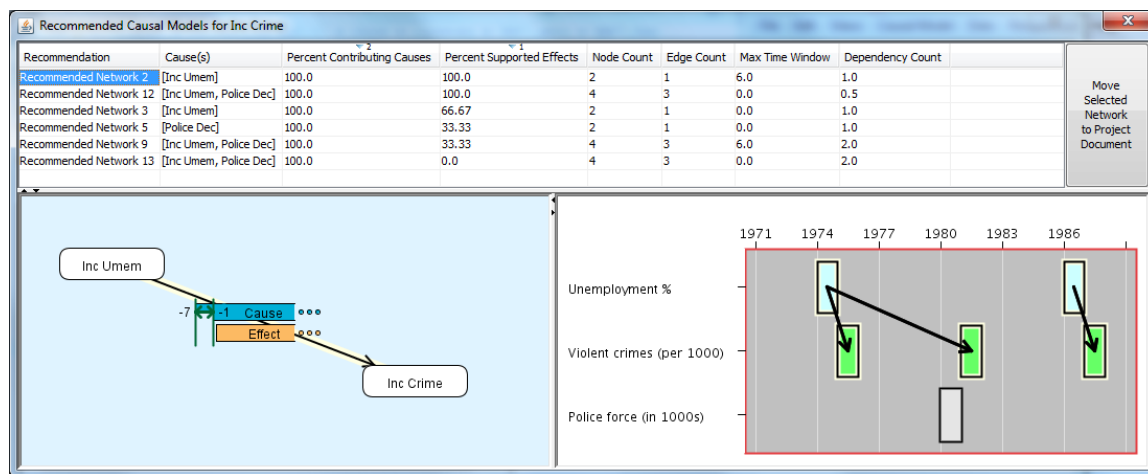 Recommended Causal Models for Inc Crime
Recommendation Cause(s) Percent Contributing Causes 2 Percent Supported Effects 1 Node Count Edge Count Max Time Window Dependency Count
Recommended Network 2 [Inc Umem] 100.0 100.0 2 1 6.0 1.0
Recommended Network 12 [Inc Umem, Police Dec] 100.0 100.0 4 3 0.0 0.5
Recommended Network 3 [Inc Umem] 100.0 66.67 2 1 0.0 1.0
Recommended Network 5 [Police Dec] 100.0 33.33 2 1 0.0 1.0
Recommended Network 9 [Inc Umem, Police Dec] 100.0 33.33 4 3 6.0 2.0
Recommended Network 13 [Inc Umem, Police Dec] 100.0 0.0 4 3 0.0 2.0
Move
Selected
Network
to Project
Document
Inc Umem
-7 -1 Cause
Effect
Inc Crime
1971 1974 1977 1980 1983 1986
Unemployment %
Violent crimes (per 1000)
Police force (in 1000s)